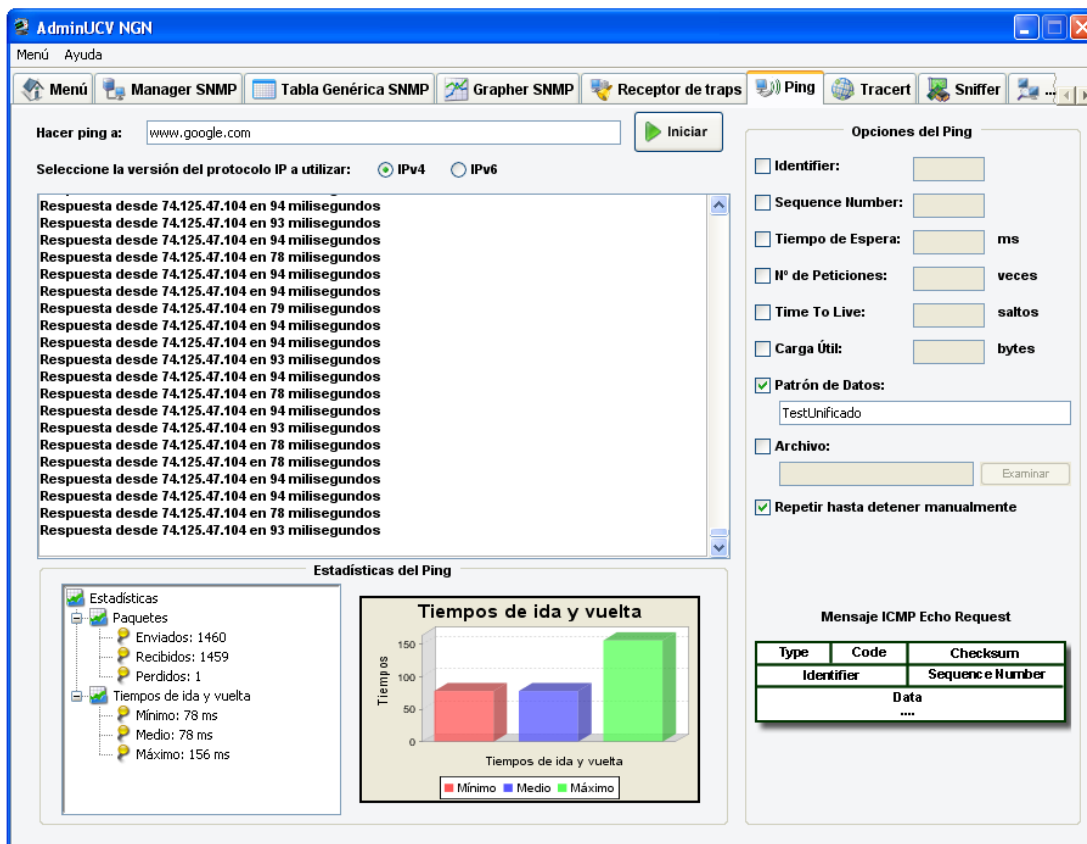 AdminUCV NGN
Menú Ayuda
Menú Manager SNMP Tabla Genérica SNMP Grapher SNMP Receptor de traps Ping Tracert Sniffer ...
Hacer ping a: www.google.com Iniciar
Seleccione la versión del protocolo IP a utilizar: IPv4 IPv6
Respuesta desde 74.125.47.104 en 94 milisegundos
Respuesta desde 74.125.47.104 en 93 milisegundos
Respuesta desde 74.125.47.104 en 94 milisegundos
Respuesta desde 74.125.47.104 en 78 milisegundos
Respuesta desde 74.125.47.104 en 94 milisegundos
Respuesta desde 74.125.47.104 en 94 milisegundos
Respuesta desde 74.125.47.104 en 79 milisegundos
Respuesta desde 74.125.47.104 en 94 milisegundos
Respuesta desde 74.125.47.104 en 94 milisegundos
Respuesta desde 74.125.47.104 en 93 milisegundos
Respuesta desde 74.125.47.104 en 94 milisegundos
Respuesta desde 74.125.47.104 en 78 milisegundos
Respuesta desde 74.125.47.104 en 94 milisegundos
Respuesta desde 74.125.47.104 en 93 milisegundos
Respuesta desde 74.125.47.104 en 78 milisegundos
Respuesta desde 74.125.47.104 en 78 milisegundos
Respuesta desde 74.125.47.104 en 94 milisegundos
Respuesta desde 74.125.47.104 en 94 milisegundos
Respuesta desde 74.125.47.104 en 78 milisegundos
Respuesta desde 74.125.47.104 en 93 milisegundos
Estadísticas del Ping
Estadísticas
Paquetes
Enviados: 1460
Recibidos: 1459
Perdidos: 1
Tiempos de ida y vuelta
Mínimo: 78 ms
Medio: 78 ms
Máximo: 156 ms
Tiempos de ida y vuelta
Tiempos
150
100
50
0
Tiempos de ida y vuelta
Mínimo Medio Máximo
Opciones del Ping
Identifier:
Sequence Number:
Tiempo de Espera: ms
Nº de Peticiones: veces
Time To Live: saltos
Carga Útil: bytes
Patrón de Datos:
TestUnificado
Archivo:
Examinar
Repetir hasta detener manualmente
Mensaje ICMP Echo Request
Type Code Checksum
Identifier Sequence Number
Data
....